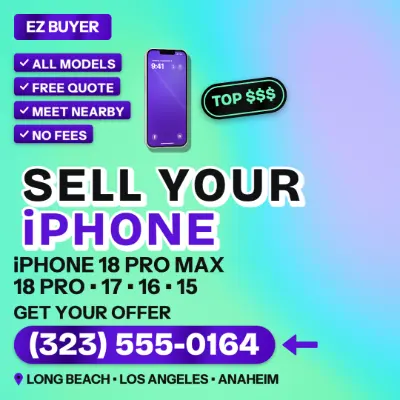 EZ BUYER
✓ ALL MODELS
✓ FREE QUOTE
✓ MEET NEARBY
✓ NO FEES
9:41
TOP $$$
SELL YOUR
iPHONE
iPHONE 18 PRO MAX
18 PRO ▪ 17 ▪ 16 ▪ 15
GET YOUR OFFER
(323) 555-0164
LONG BEACH ▪ LOS ANGELES ▪ ANAHEIM